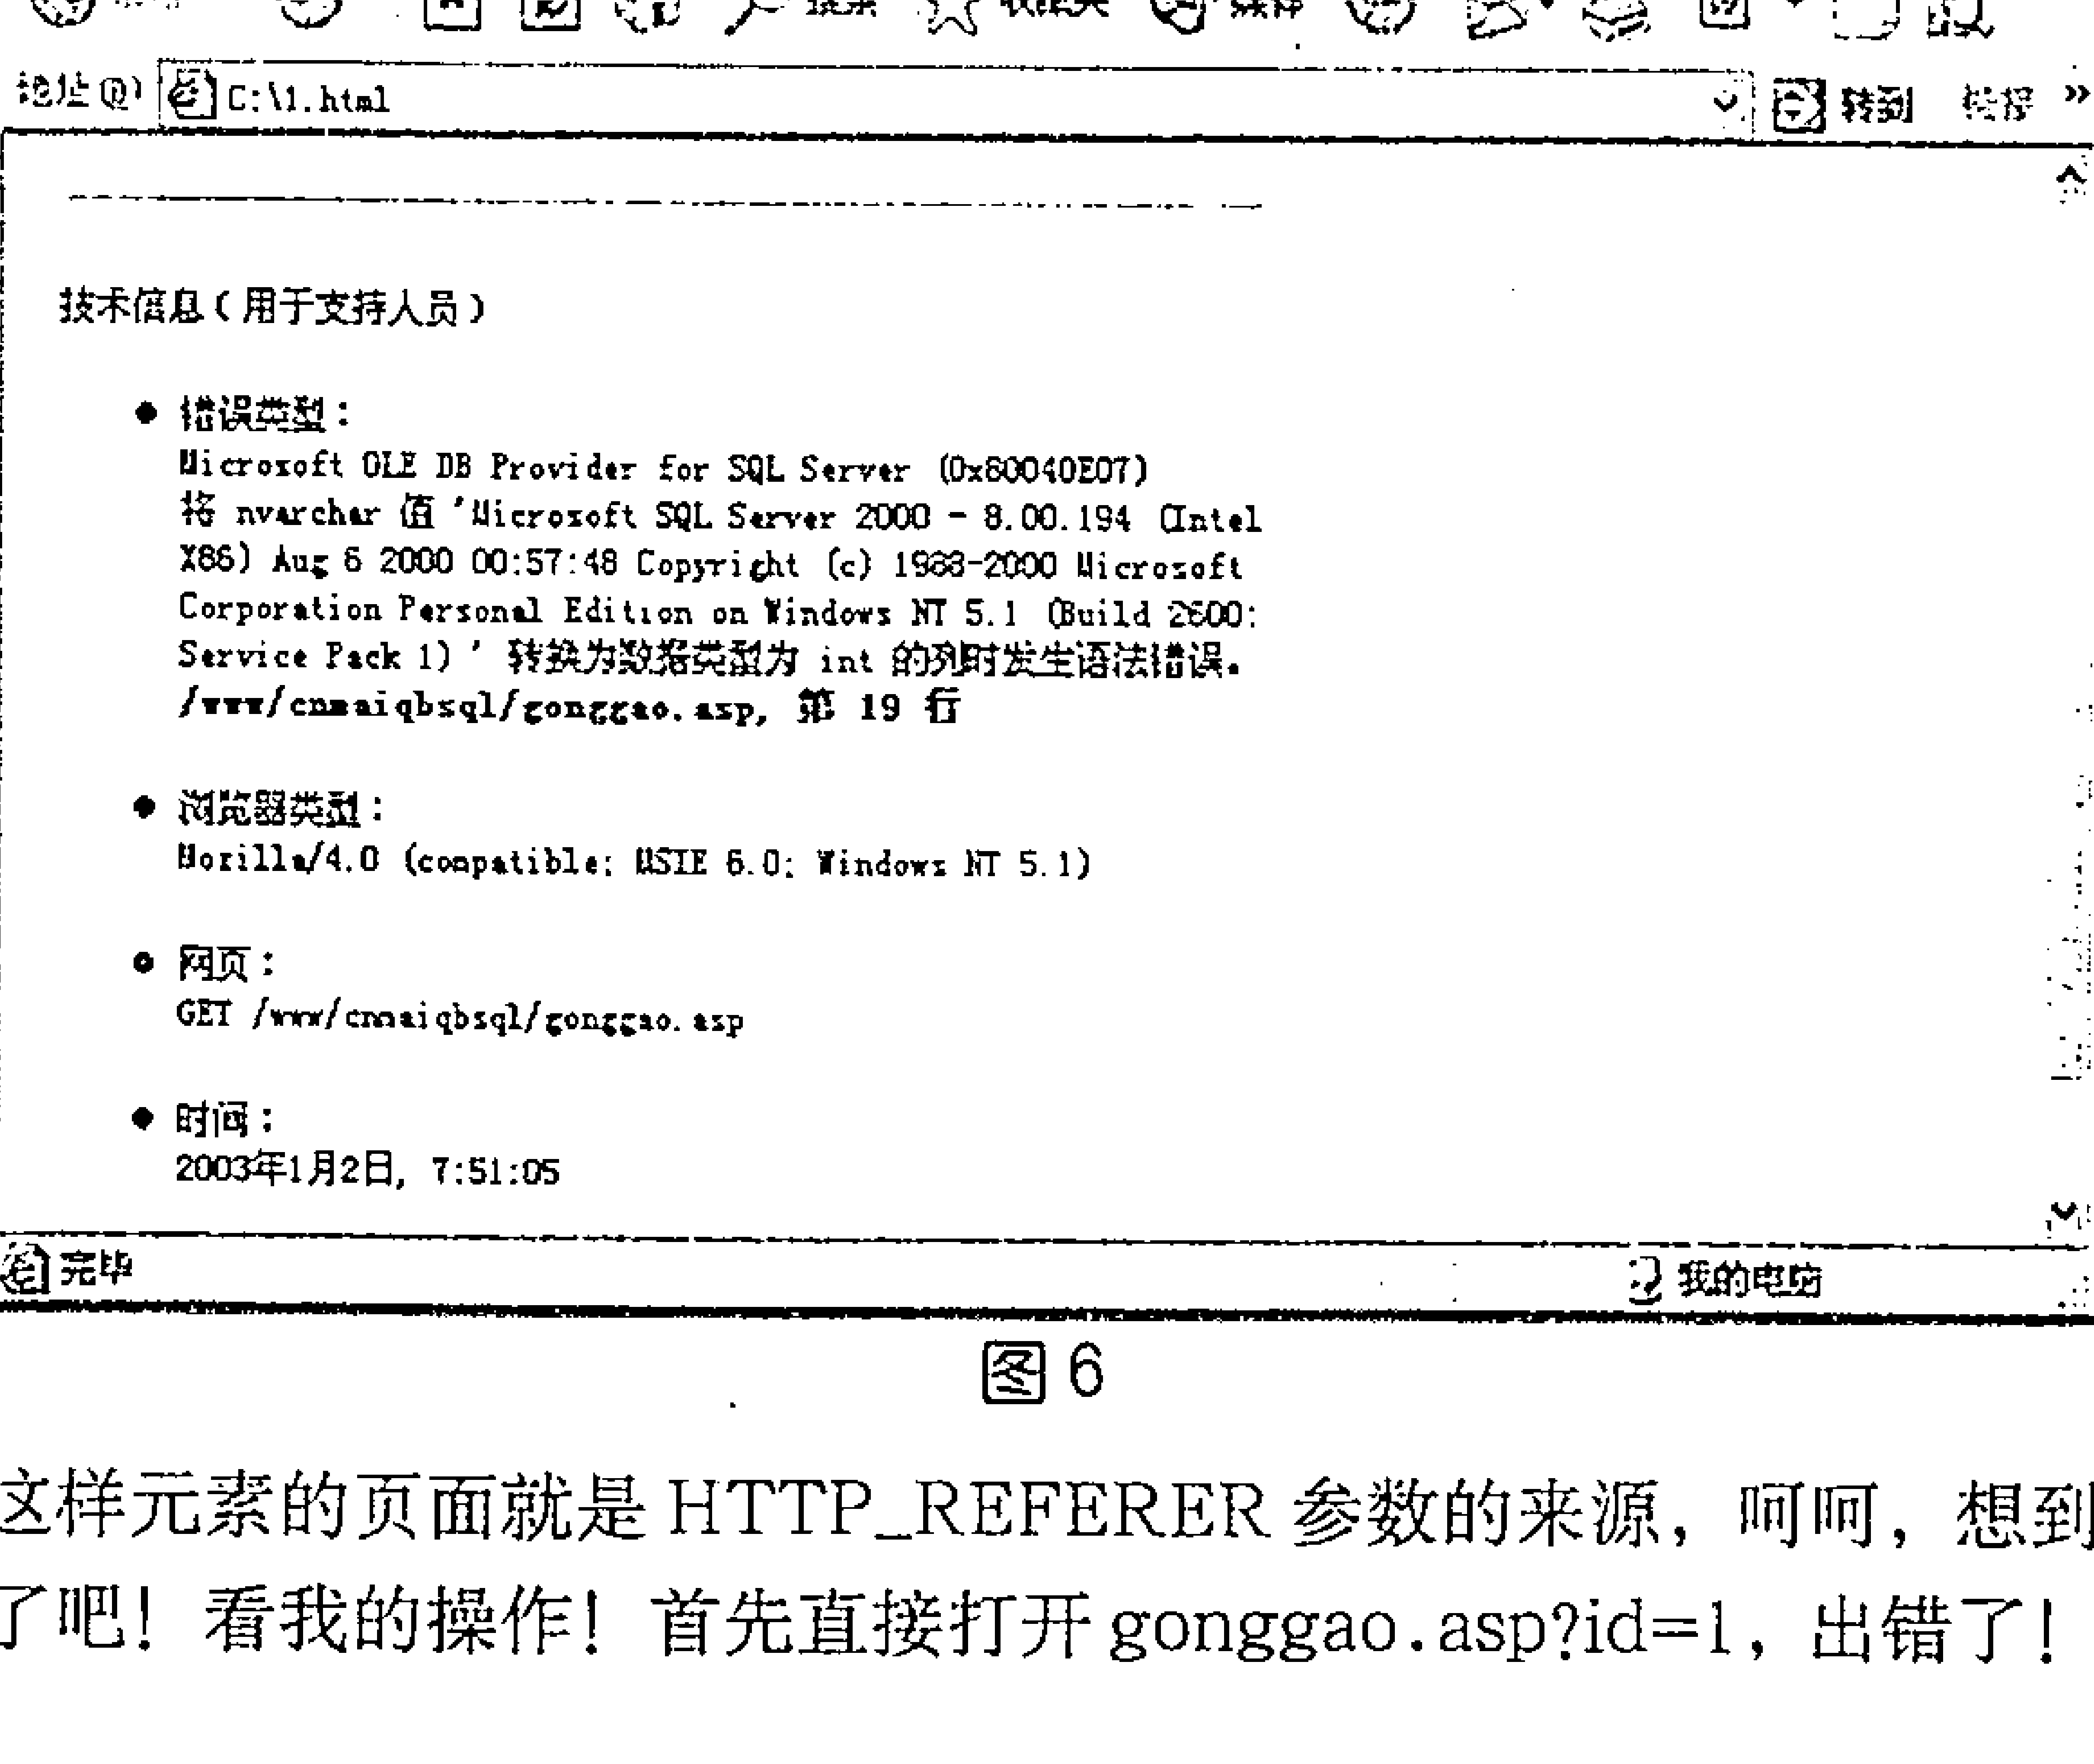 搜索 收藏夹 媒体
地址(D) C:\1.html 转到 链接 »
技术信息(用于支持人员)
● 错误类型:
Microsoft OLE DB Provider for SQL Server (0x80040E07)
将 nvarchar 值 'Microsoft SQL Server 2000 - 8.00.194 (Intel
X86) Aug 6 2000 00:57:48 Copyright (c) 1988-2000 Microsoft
Corporation Personal Edition on Windows NT 5.1 (Build 2600:
Service Pack 1) ' 转换为数据类型为 int 的列时发生语法错误。
/www/cnmaiqbsql/gonggao.asp, 第 19 行
● 浏览器类型:
Mozilla/4.0 (compatible; MSIE 6.0; Windows NT 5.1)
● 网页:
GET /www/cnmaiqbsql/gonggao.asp
● 时间:
2003年1月2日, 7:51:05
完毕 我的电脑
图 6
这样元素的页面就是 HTTP_REFERER 参数的来源，呵呵，想到
了吧！看我的操作！首先直接打开 gonggao.asp?id=1，出错了！